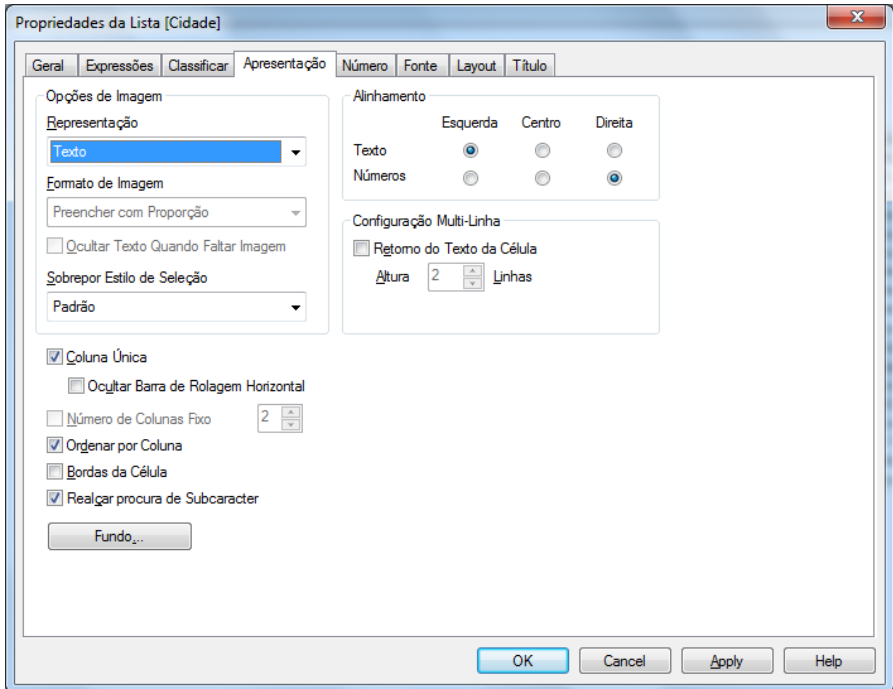 Propriedades da Lista [Cidade]
Geral Expressões Classificar Apresentação Número Fonte Layout Título
Opções de Imagem
Representação
Texto
Formato de Imagem
Preencher com Proporção
Ocultar Texto Quando Faltar Imagem
Sobrepor Estilo de Seleção
Padrão
Alinhamento
Esquerda Centro Direita
Texto
Números
Configuração Multi-Linha
Retorno do Texto da Célula
Altura 2 Linhas
Coluna Única
Ocultar Barra de Rolagem Horizontal
Número de Colunas Fixo 2
Ordenar por Coluna
Bordas da Célula
Realçar procura de Subcaracter
Fundo...
OK Cancel Apply Help